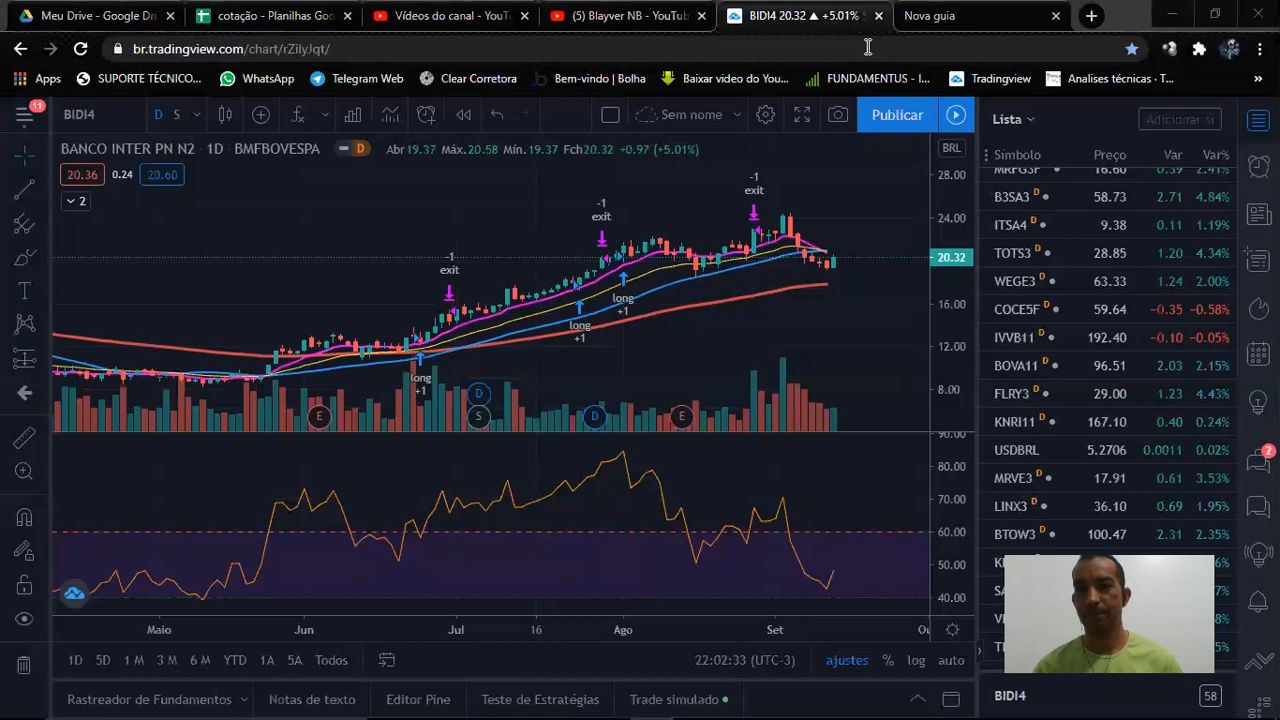 Meu Drive - Google Dr
cotação - Planilhas Goo
Vídeos do canal - YouT
(5) Blayver NB - YouTub
BIDI4 20.32 ▲ +5.01%
Nova guia
br.tradingview.com/chart/rZilyJqt/
Apps
SUPORTE TÉCNICO...
WhatsApp
Telegram Web
Clear Corretora
Bem-vindo | Bolha
Baixar video do You...
FUNDAMENTUS - I...
Tradingview
Analises técnicas · T...
»
11
BIDI4
D
S
Sem nome
Publicar
Lista
Adicionar sí
BANCO INTER PN N2 · 1D · BMFBOVESPA
D
Abr 19.37 Máx. 20.58 Mín. 19.37 Fch 20.32 +0.97 (+5.01%)
BRL
20.36
0.24
20.60
2
Símbolo
Preço
Var
Var%
MRFG3F 16.60 0.39 2.41%
B3SA3 D 58.73 2.71 4.84%
ITSA4 D 9.38 0.11 1.19%
TOTS3 D 28.85 1.20 4.34%
WEGE3 D 63.33 1.24 2.00%
COCE5F D 59.64 −0.35 −0.58%
IVVB11 D 192.40 −0.10 −0.05%
BOVA11 D 96.51 2.03 2.15%
FLRY3 D 29.00 1.23 4.43%
KNRI11 D 167.10 0.40 0.24%
USDBRL 5.2706 0.0011 0.02%
MRVE3 D 17.91 0.61 3.53%
LINX3 D 36.10 0.69 1.95%
BTOW3 D 100.47 2.31 2.35%
28.00
24.00
20.32
16.00
12.00
8.00
-1
exit
-1
exit
-1
exit
long
+1
long
+1
long
+1
E
D
S
D
E
90.00
80.00
70.00
60.00
50.00
40.00
2
Maio
Jun
Jul
16
Ago
Set
Ou
1D
5D
1 M
3 M
6 M
YTD
1A
5A
Todos
22:02:33 (UTC-3)
ajustes
%
log
auto
Rastreador de Fundamentos
Notas de texto
Editor Pine
Teste de Estratégias
Trade simulado
BIDI4
58